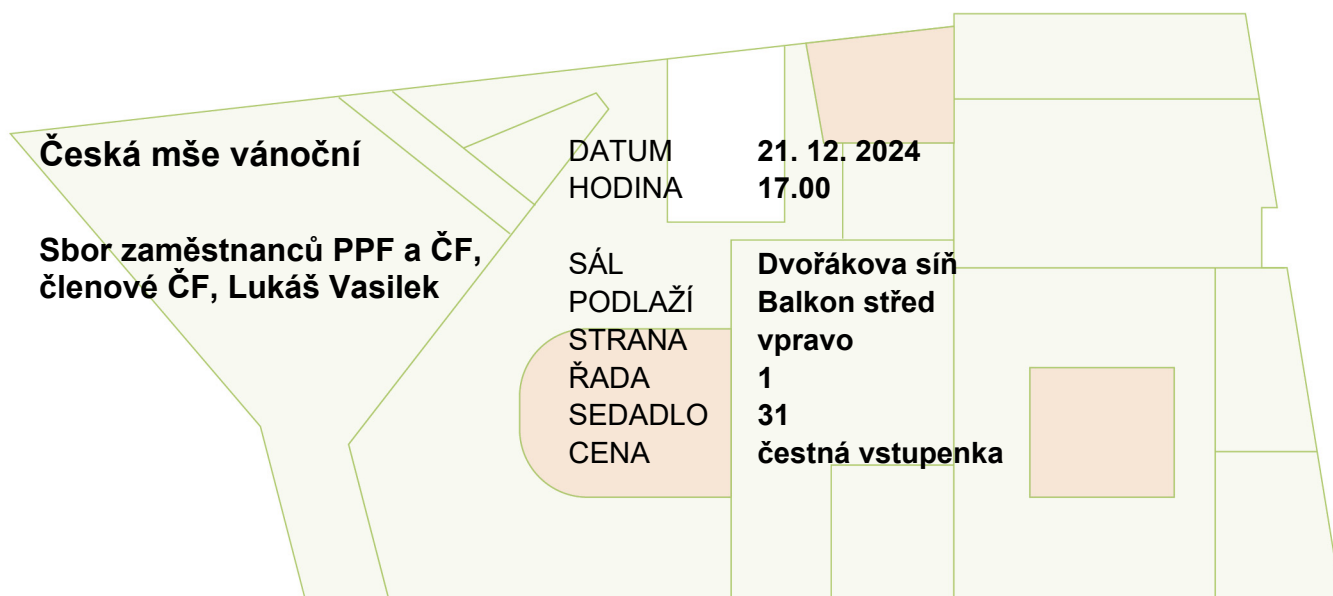 Česká mše vánoční
Sbor zaměstnanců PPF a ČF,
členové ČF, Lukáš Vasilek
DATUM 21. 12. 2024
HODINA 17.00
SÁL Dvořákova síň
PODLAŽÍ Balkon střed
STRANA vpravo
ŘADA 1
SEDADLO 31
CENA čestná vstupenka